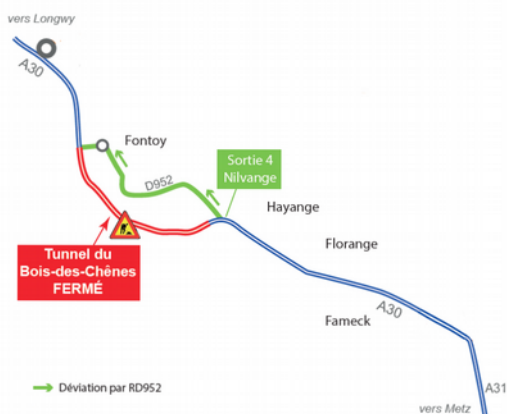 vers Longwy
A30
Fontoy
D952
Sortie 4
Nilvange
Hayange
Tunnel du
Bois-des-Chênes
FERMÉ
Florange
A30
Fameck
Déviation par RD952
A31
vers Metz